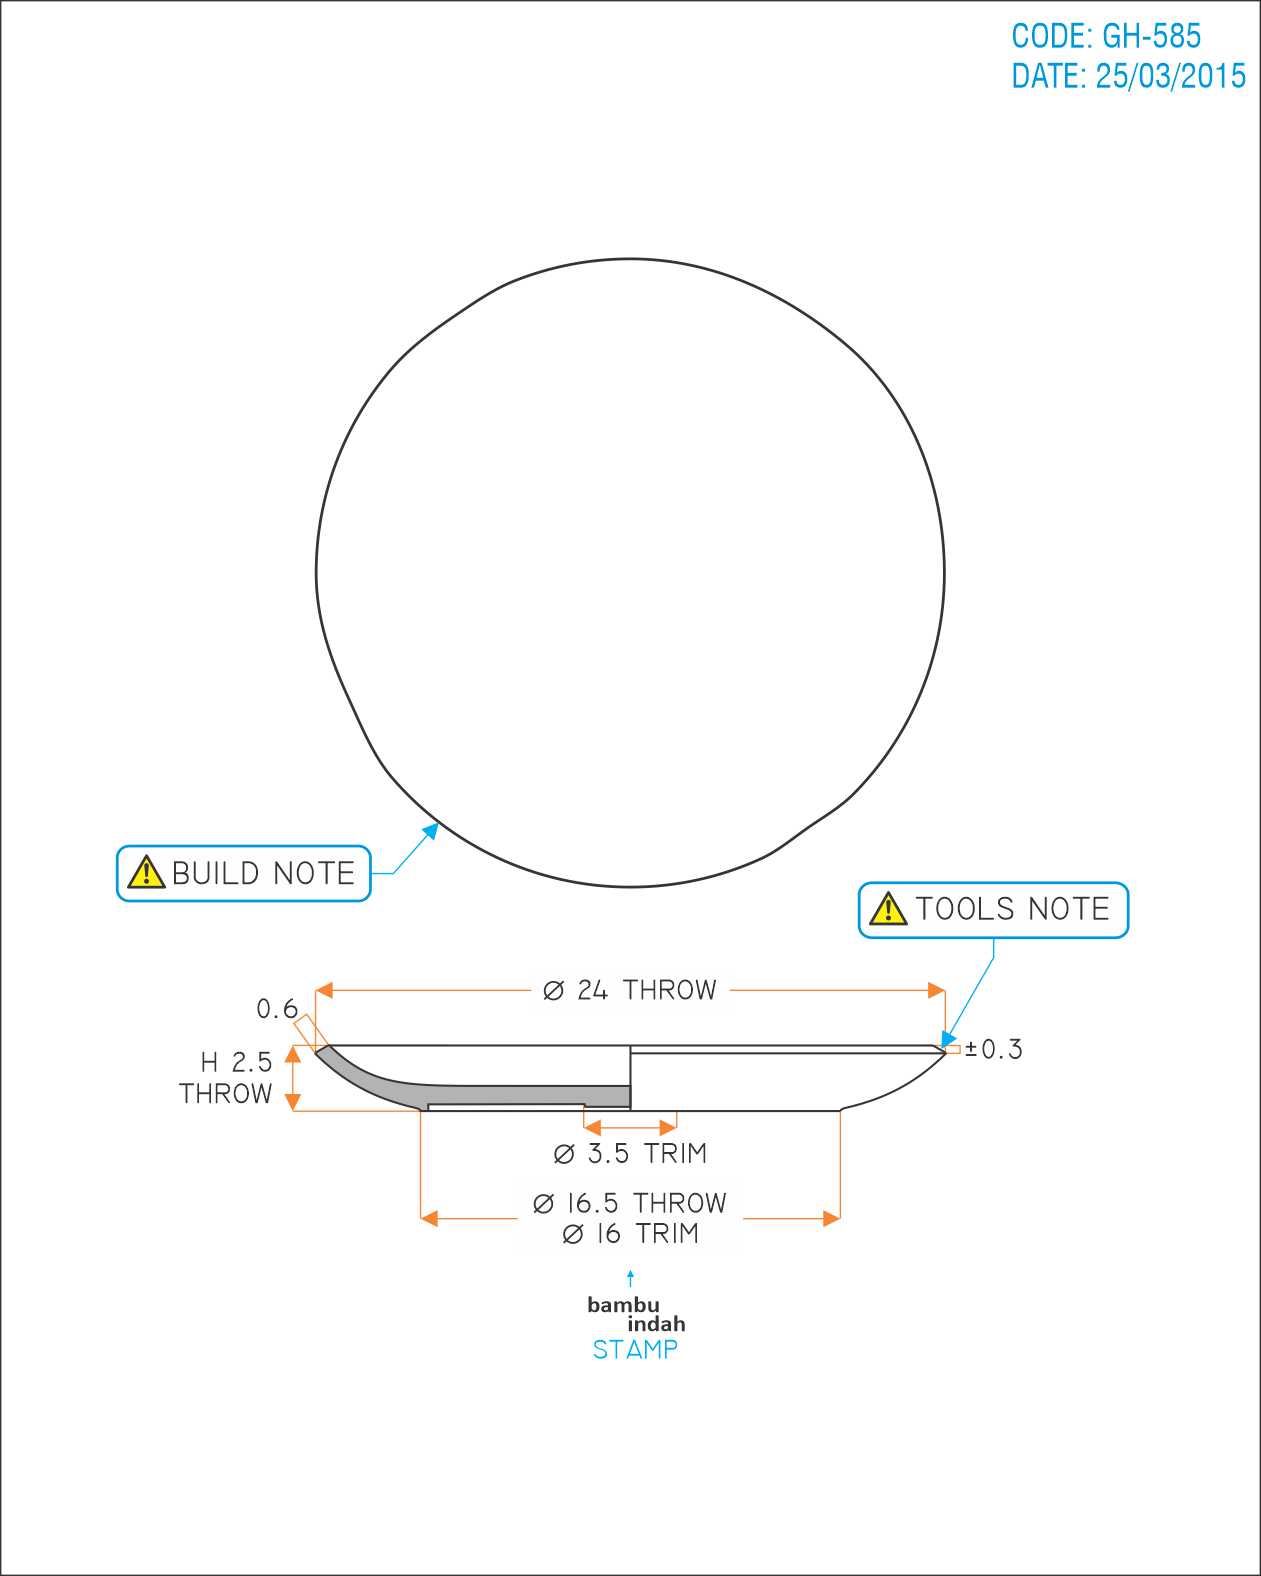 CODE: GH-585
DATE: 25/03/2015
BUILD NOTE
TOOLS NOTE
Ø 24 THROW
0.6
±0.3
H 2.5
THROW
Ø 3.5 TRIM
Ø 16.5 THROW
Ø 16 TRIM
bambu
indah
STAMP